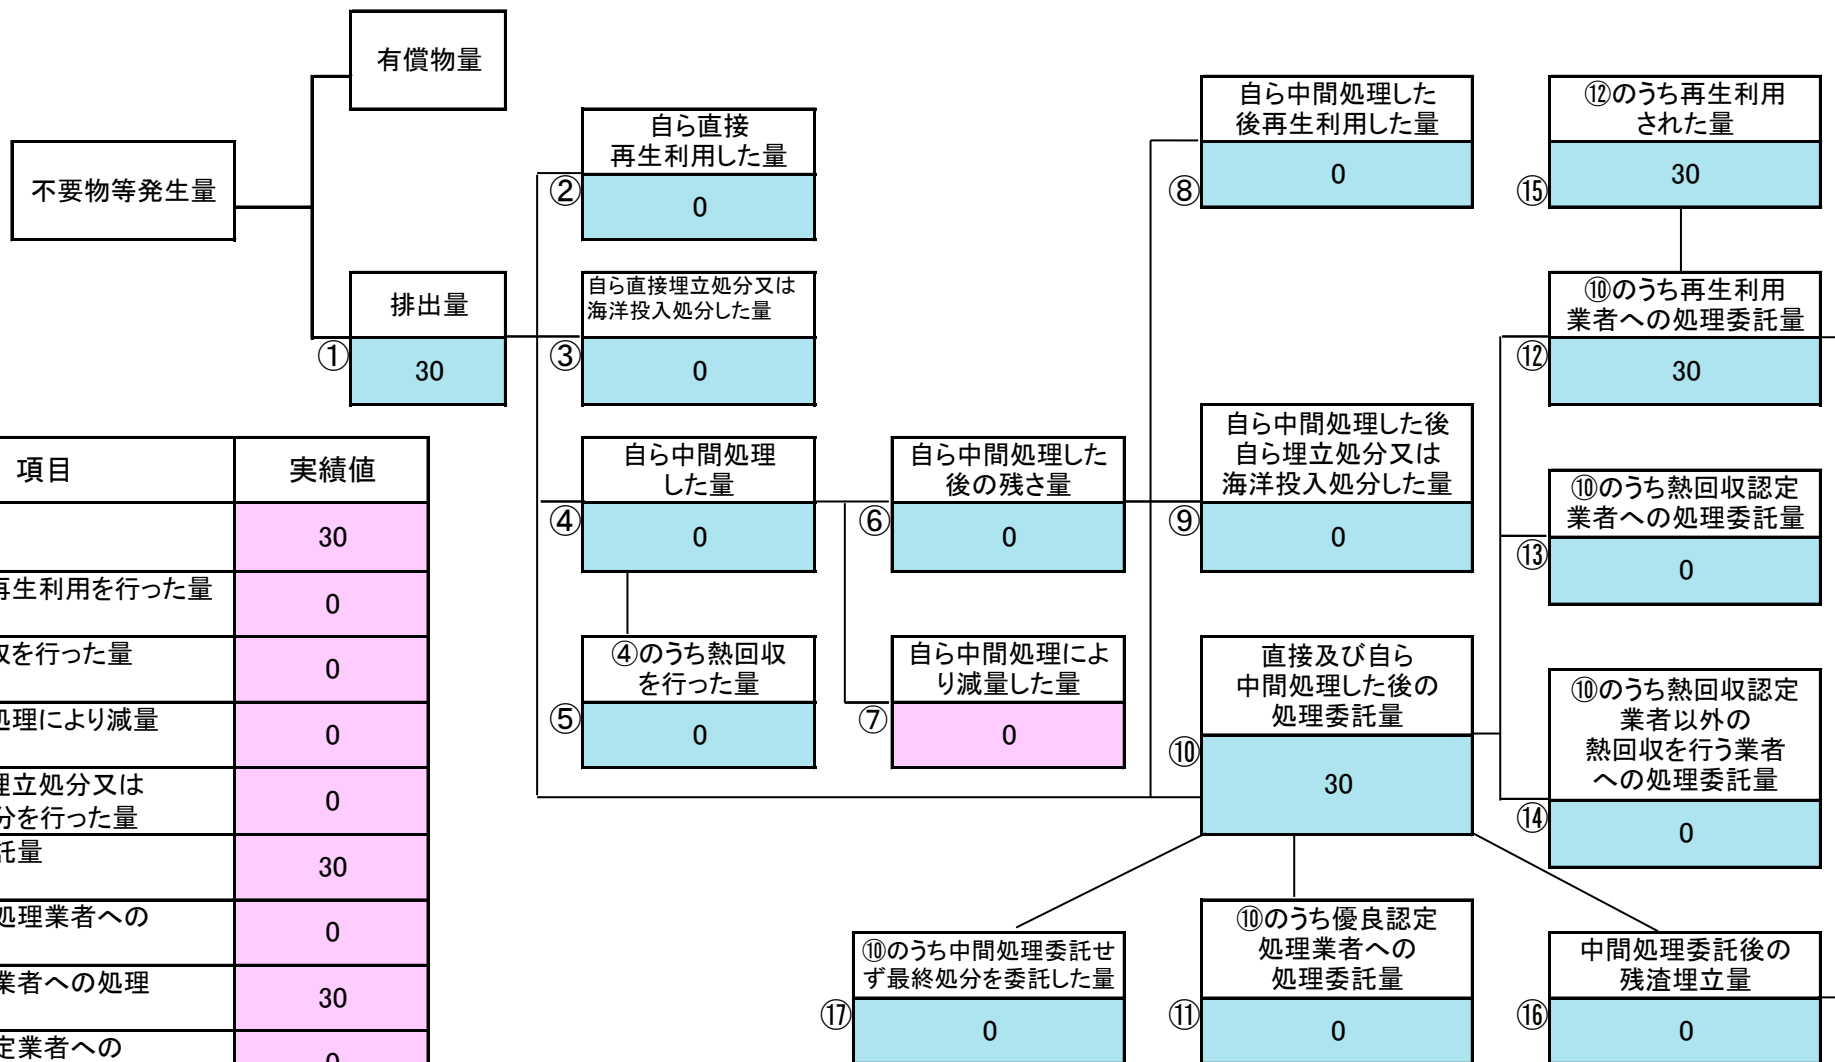 有償物量
不要物等発生量
排出量
①
30
自ら直接
再生利用した量
②
0
自ら直接埋立処分又は
海洋投入処分した量
③
0
自ら中間処理
した量
④
0
④のうち熱回収
を行った量
⑤
0
自ら中間処理した
後の残さ量
⑥
0
自ら中間処理によ
り減量した量
⑦
0
自ら中間処理した
後再生利用した量
⑧
0
自ら中間処理した後
自ら埋立処分又は
海洋投入処分した量
⑨
0
直接及び自ら
中間処理した後の
処理委託量
⑩
30
⑫のうち再生利用
された量
⑮
30
⑩のうち再生利用
業者への処理委託量
⑫
30
⑩のうち熱回収認定
業者への処理委託量
⑬
0
⑩のうち熱回収認定
業者以外の
熱回収を行う業者
への処理委託量
⑭
0
⑩のうち中間処理委託せ
ず最終処分を委託した量
⑰
0
⑩のうち優良認定
処理業者への
処理委託量
⑪
0
中間処理委託後の
残渣埋立量
⑯
0
項目 実績値
30
再生利用を行った量
0
を行った量
0
処理により減量
0
埋立処分又は
分を行った量
0
託量
30
処理業者への
0
業者への処理
30
定業者への
0